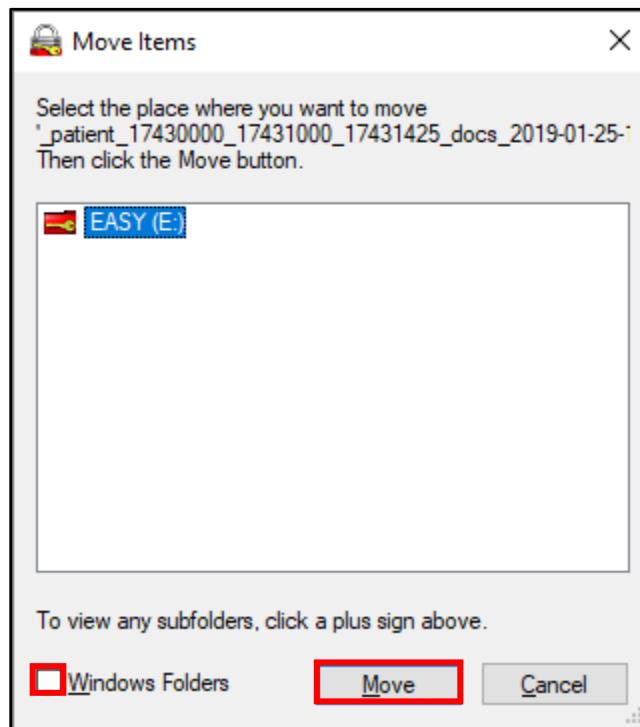 Move Items
Select the place where you want to move
'_patient_17430000_17431000_17431425_docs_2019-01-25-
Then click the Move button.
EASY (E:)
To view any subfolders, click a plus sign above.
Windows Folders
Move
Cancel